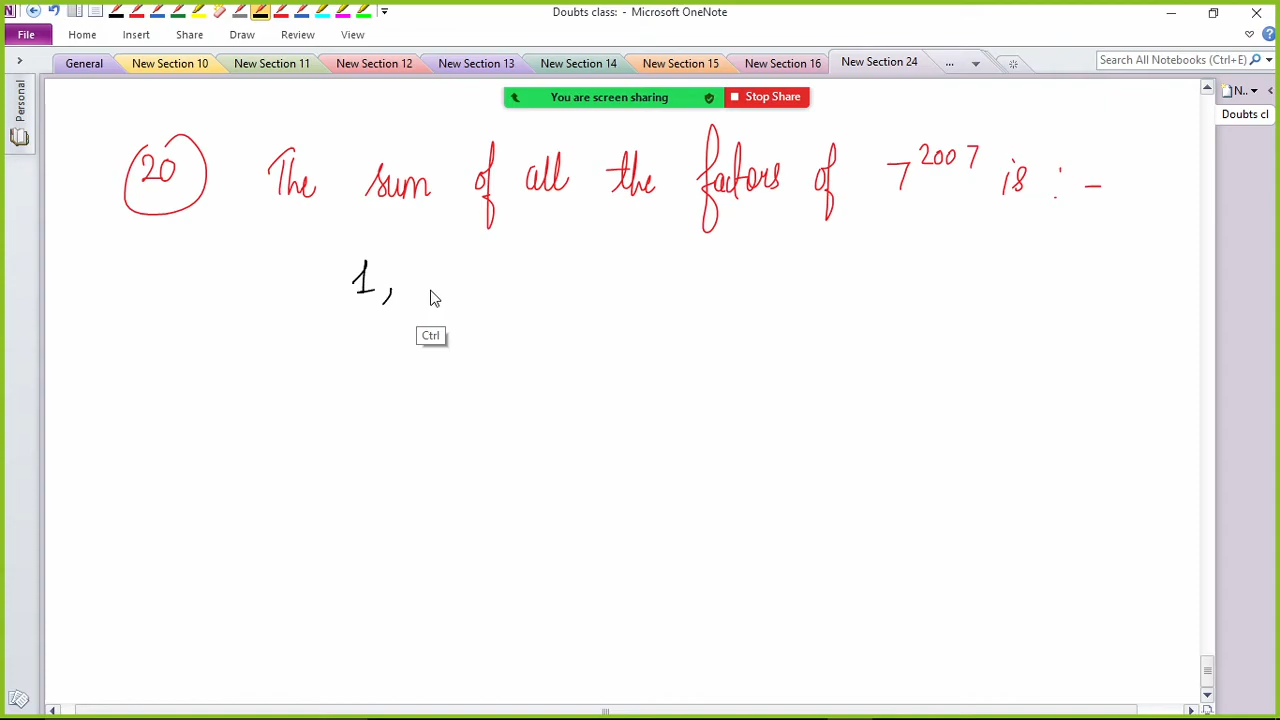 Doubts class: - Microsoft OneNote
File Home Insert Share Draw Review View
General New Section 10 New Section 11 New Section 12 New Section 13 New Section 14 New Section 15 New Section 16 New Section 24 ... Search All Notebooks (Ctrl+E)
You are screen sharing Stop Share
Personal
N..
Doubts cl
20 The sum of all the factors of 7^2007 is : -
1,
Ctrl